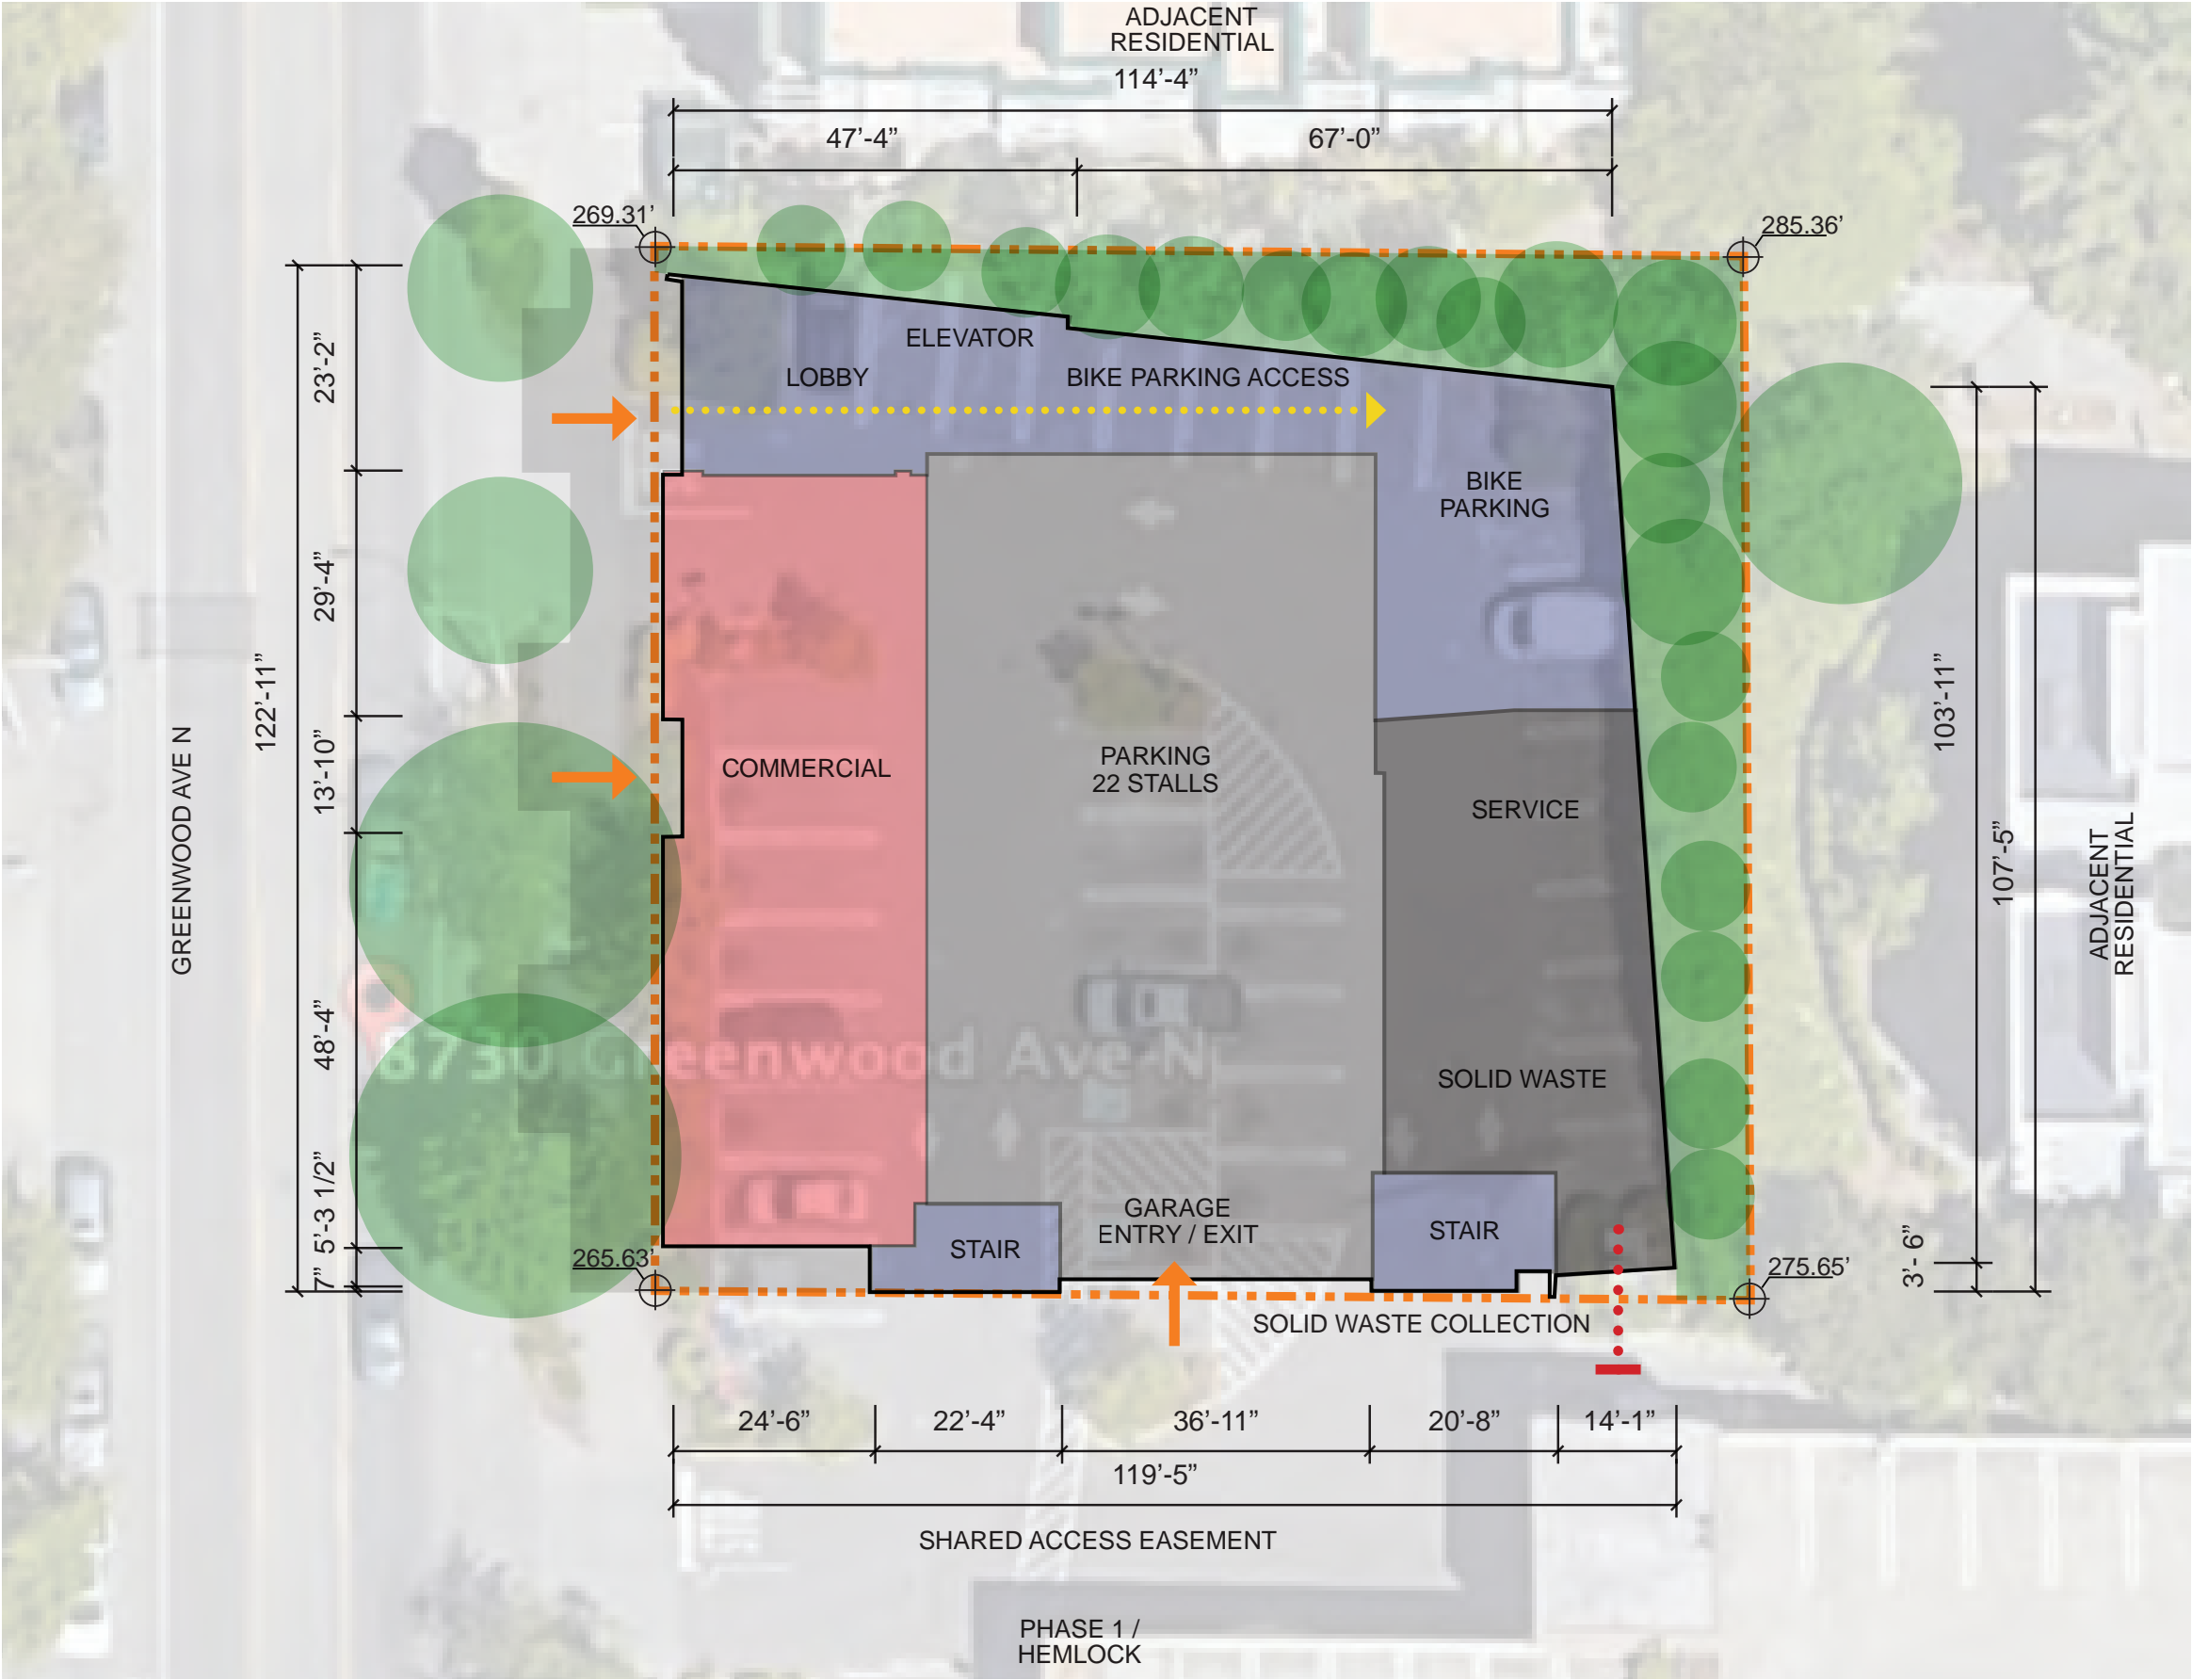 ADJACENT
RESIDENTIAL
114’-4”
47’-4”
67’-0”
269.31’
285.36’
ELEVATOR
LOBBY
BIKE PARKING ACCESS
23’-2”
BIKE
PARKING
29’-4”
122’-11”
103’-11”
GREENWOOD AVE N
13’-10”
COMMERCIAL
PARKING
22 STALLS
SERVICE
107’-5”
ADJACENT
RESIDENTIAL
48’-4”
8730 Greenwood Ave N
SOLID WASTE
5’-3 1/2”
7”
GARAGE
ENTRY / EXIT
STAIR
STAIR
3’- 6”
265.63’
275.65’
SOLID WASTE COLLECTION
24’-6”
22’-4”
36’-11”
20’-8”
14’-1”
119’-5”
SHARED ACCESS EASEMENT
PHASE 1 /
HEMLOCK